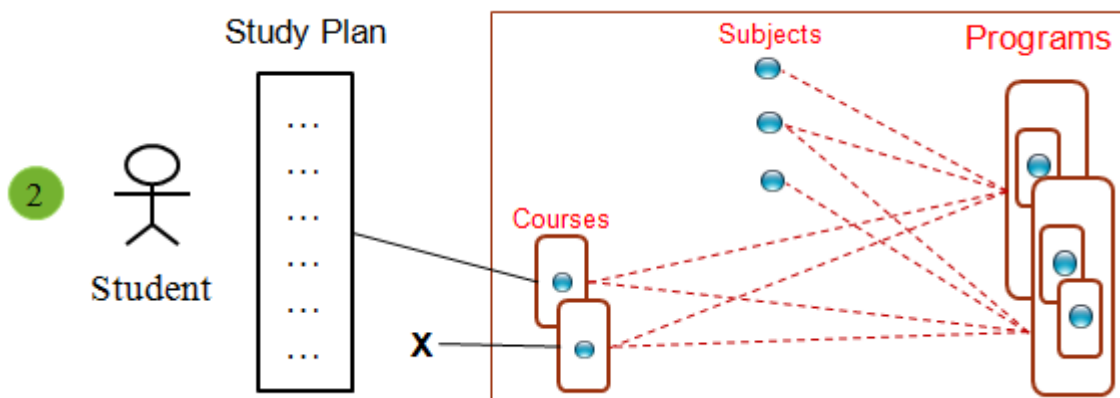 Study Plan
Subjects
Programs
...
...
2
...
Courses
...
Student
...
X
...